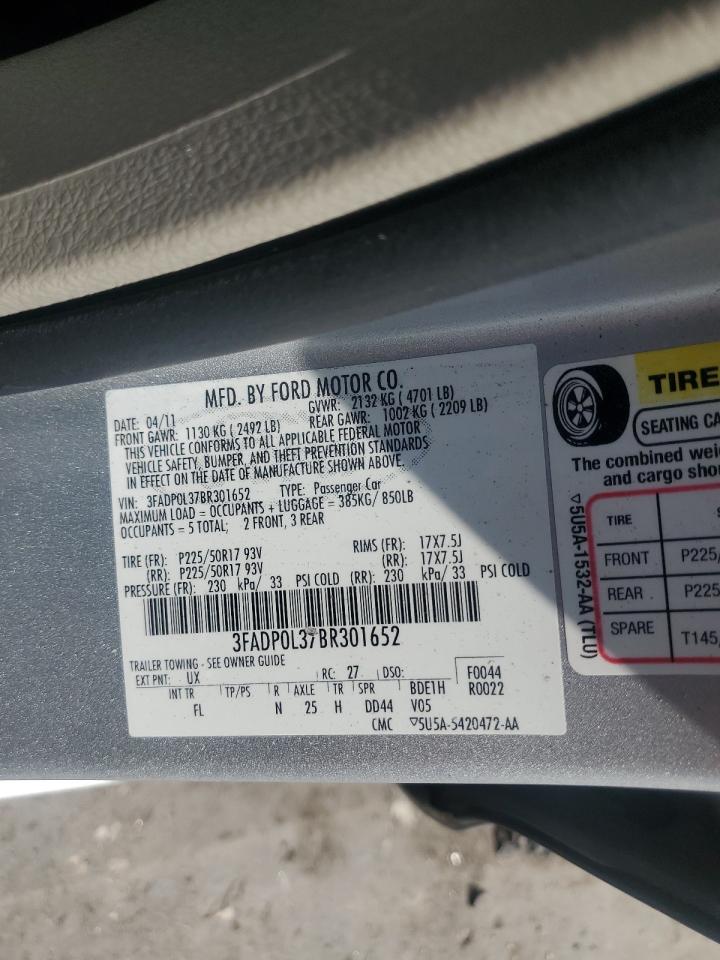 MFD. BY FORD MOTOR CO.
DATE: 04/11 GVWR: 2132 KG ( 4701 LB)
FRONT GAWR: 1130 KG ( 2492 LB) REAR GAWR: 1002 KG ( 2209 LB)
THIS VEHICLE CONFORMS TO ALL APPLICABLE FEDERAL MOTOR
VEHICLE SAFETY, BUMPER, AND THEFT PREVENTION STANDARDS
IN EFFECT ON THE DATE OF MANUFACTURE SHOWN ABOVE.
VIN: 3FADP0L37BR301652 TYPE: Passenger Car
MAXIMUM LOAD = OCCUPANTS + LUGGAGE = 385KG/ 850LB
OCCUPANTS = 5 TOTAL; 2 FRONT, 3 REAR
TIRE (FR): P225/50R17 93V RIMS (FR): 17X7.5J
(RR): P225/50R17 93V (RR): 17X7.5J
PRESSURE (FR): 230 kPa/ 33 PSI COLD (RR): 230 kPa/ 33 PSI COLD
3FADP0L37BR301652
TRAILER TOWING - SEE OWNER GUIDE
EXT PNT: UX RC: 27 DSO: F0044
INT TR TP/PS R AXLE TR SPR BDE1H R0022
FL N 25 H DD44 V05
CMC ▽5U5A-5420472-AA
TIRE
SEATING CA
The combined wei
and cargo shou
TIRE
FRONT P225/
REAR P225
SPARE T145/
▽5U5A-1532-AA (TLU)